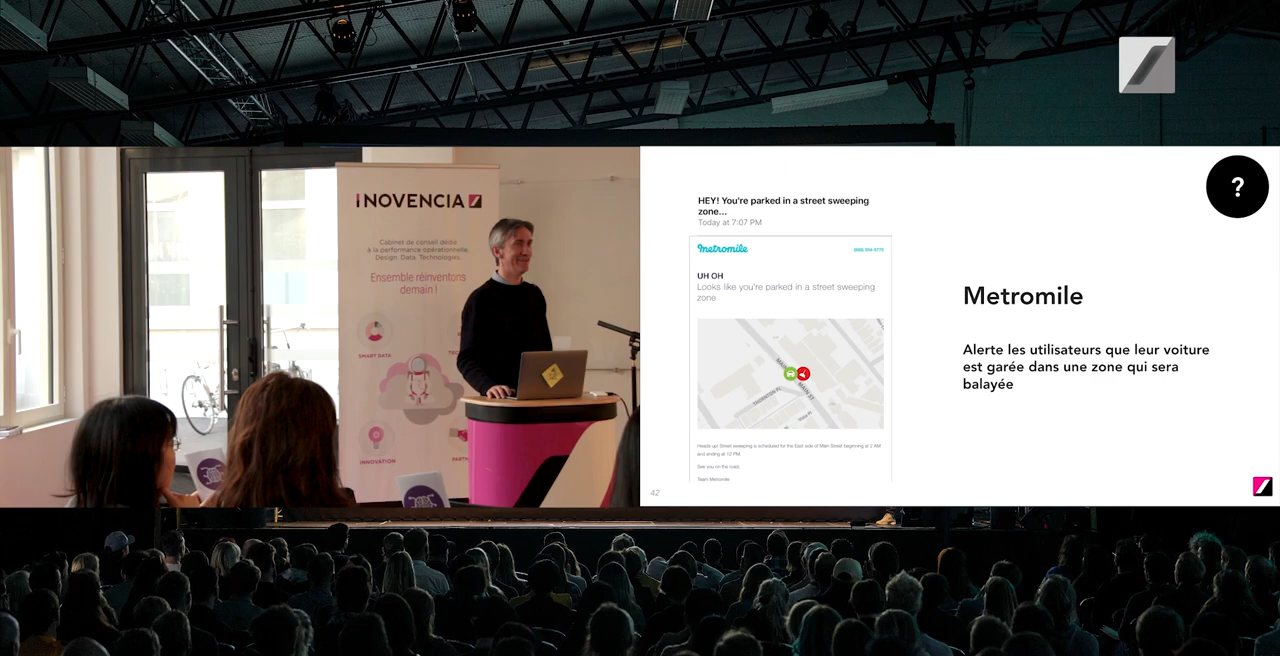 INOVENCIA
Cabinet de conseil dédié
à la performance opérationnelle.
Design. Data. Technologies.
Ensemble réinventons
demain !
SMART DATA
INNOVATION
HEY! You're parked in a street sweeping
zone...
Today at 7:07 PM
metromile
UH OH
Looks like you're parked in a street sweeping
zone
MAIN ST
THORNTON PL
Heads up! Street sweeping is scheduled for the East side of Main Street beginning at 2 AM
and ending at 12 PM.
See you on the road,
Team Metromile
42
?
Metromile
Alerte les utilisateurs que leur voiture
est garée dans une zone qui sera
balayée